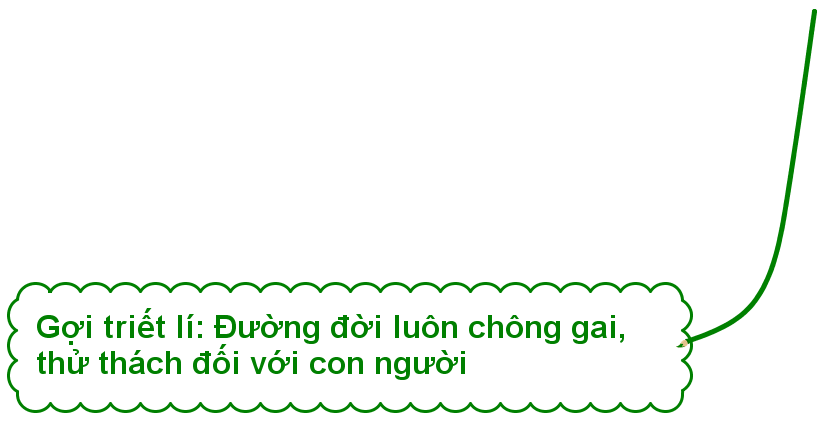 Gợi triết lí: Đường đời luôn chông gai,
thử thách đối với con người